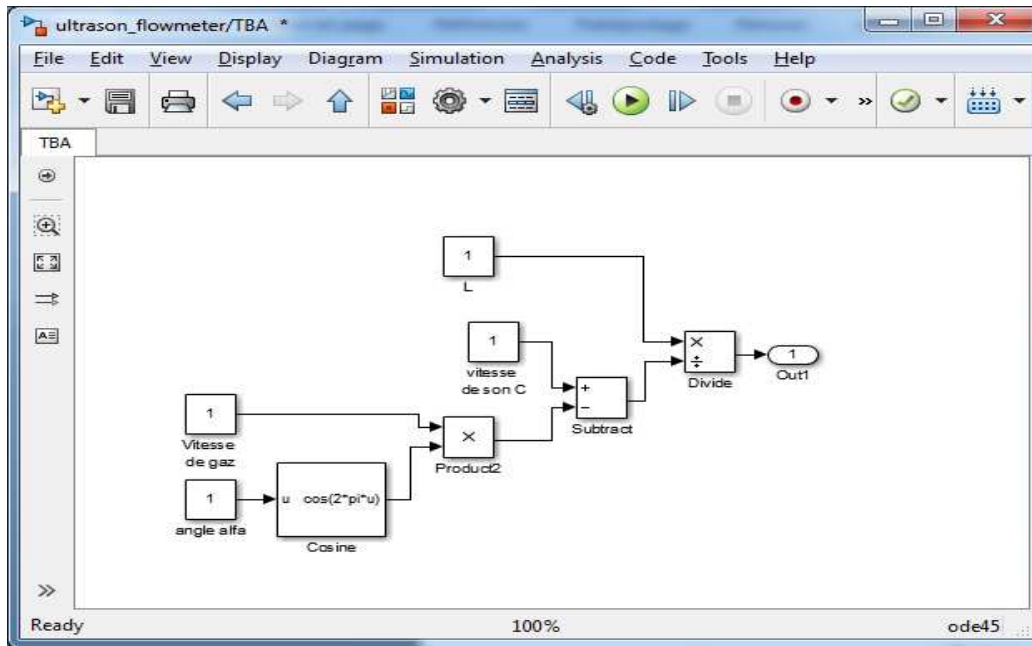 ultrason_flowmeter/TBA *
File Edit View Display Diagram Simulation Analysis Code Tools Help
TBA
1
L
1
vitesse
de son C
×
÷
Divide
1
Out1
+
−
Subtract
1
Vitesse
de gaz
×
Product2
1
angle alfa
u cos(2*pi*u)
Cosine
Ready 100% ode45